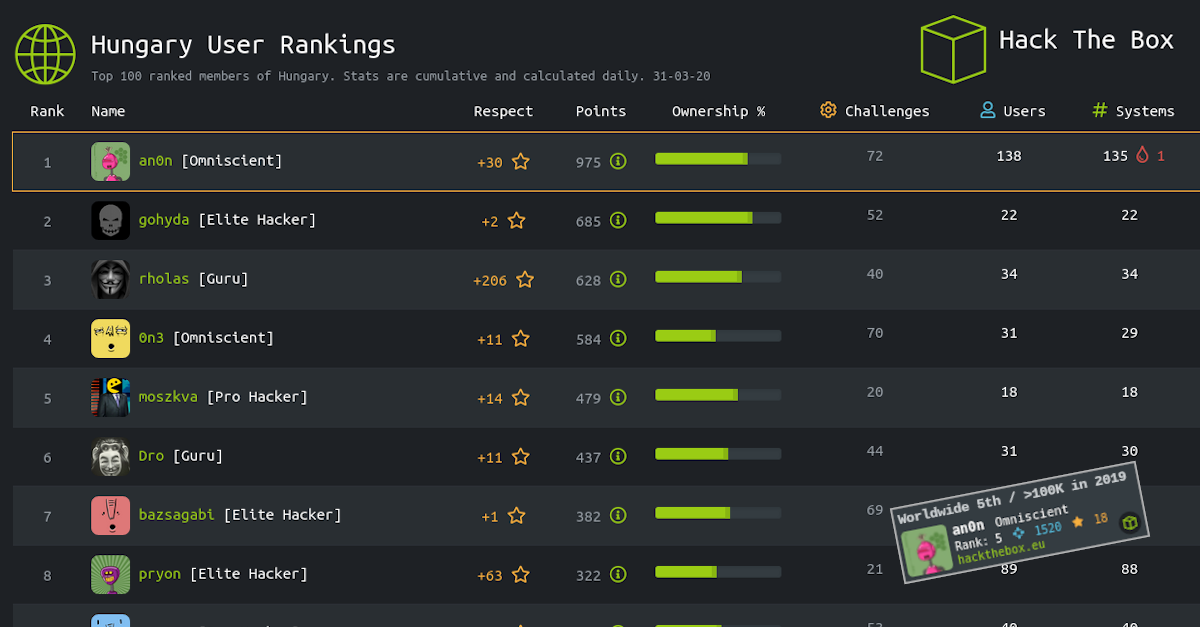 Hungary User Rankings
Hack The Box
Top 100 ranked members of Hungary. Stats are cumulative and calculated daily. 31-03-20
Rank Name Respect Points Ownership % Challenges Users Systems
1 an0n [Omniscient] +30 975 72 138 135 1
2 gohyda [Elite Hacker] +2 685 52 22 22
3 rholas [Guru] +206 628 40 34 34
4 0n3 [Omniscient] +11 584 70 31 29
5 moszkva [Pro Hacker] +14 479 20 18 18
6 Dro [Guru] +11 437 44 31 30
7 bazsagabi [Elite Hacker] +1 382 69
Worldwide 5th / >100K in 2019
an0n Omniscient
Rank: 5 1520 18
hackthebox.eu
8 pryon [Elite Hacker] +63 322 21 89 88